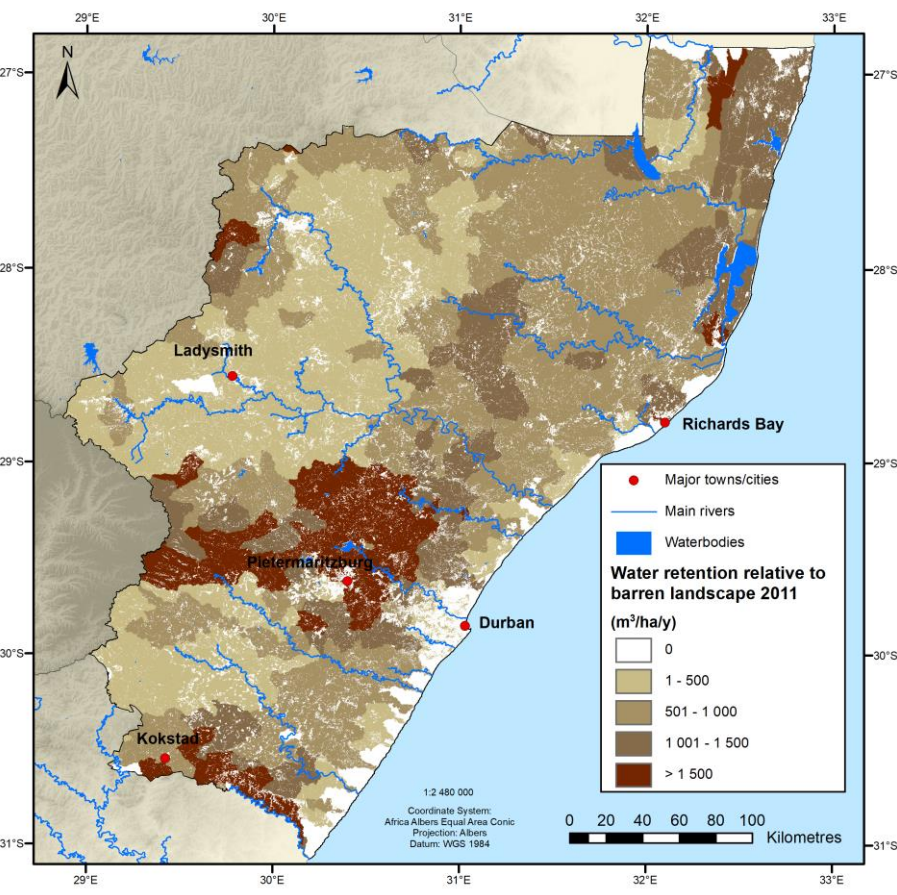 29°E 30°E 31°E 32°E 33°E
N
27°S 27°S
28°S 28°S
Ladysmith
Richards Bay
29°S 29°S
Major towns/cities
Main rivers
Waterbodies
Pietermaritzburg
Water retention relative to
barren landscape 2011
Durban
(m³/ha/y)
0
30°S 30°S
1 - 500
501 - 1 000
Kokstad
1 001 - 1 500
> 1 500
1:2 480 000
Coordinate System:
Africa Albers Equal Area Conic
Projection: Albers
Datum: WGS 1984
0 20 40 60 80 100
Kilometres
31°S 31°S
29°E 30°E 31°E 32°E 33°E